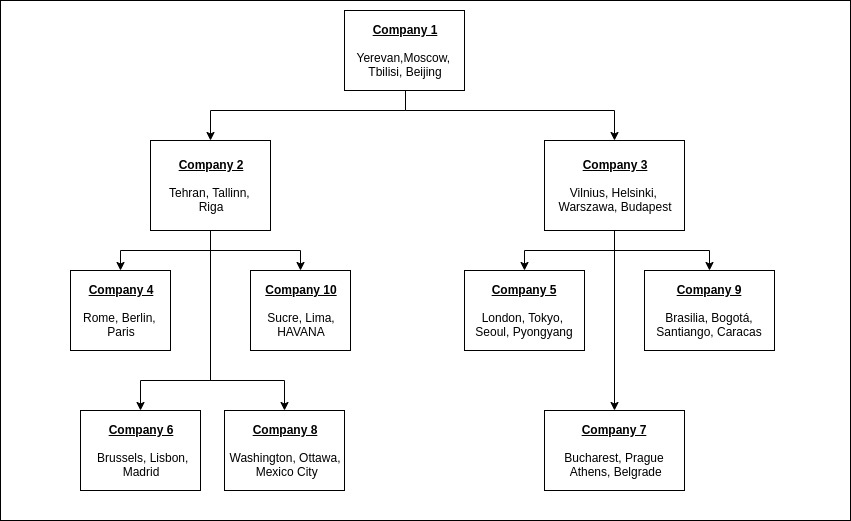 Company 1
Yerevan,Moscow,
Tbilisi, Beijing
Company 2
Tehran, Tallinn,
Riga
Company 3
Vilnius, Helsinki,
Warszawa, Budapest
Company 4
Rome, Berlin,
Paris
Company 10
Sucre, Lima,
HAVANA
Company 5
London, Tokyo,
Seoul, Pyongyang
Company 9
Brasilia, Bogotá,
Santiango, Caracas
Company 6
Brussels, Lisbon,
Madrid
Company 8
Washington, Ottawa,
Mexico City
Company 7
Bucharest, Prague
Athens, Belgrade